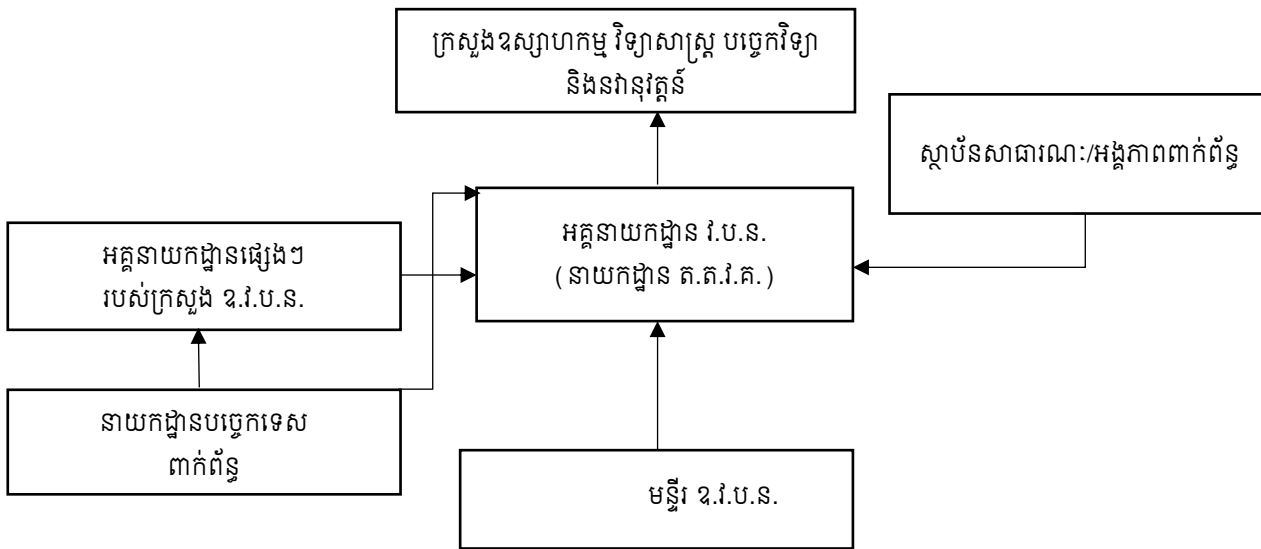 ក្រសួងឧស្សាហកម្ម វិទ្យាសាស្ត្រ បច្ចេកវិទ្យា
និងនវានុវត្តន៍
ស្ថាប័នសាធារណៈ/អង្គភាពពាក់ព័ន្ធ
អគ្គនាយកដ្ឋាន វ.ប.ន.
( នាយកដ្ឋាន ត.ត.វ.គ. )
អគ្គនាយកដ្ឋានផ្សេងៗ
របស់ក្រសួង ឧ.វ.ប.ន.
នាយកដ្ឋានបច្ចេកទេស
ពាក់ព័ន្ធ
មន្ទីរ ឧ.វ.ប.ន.